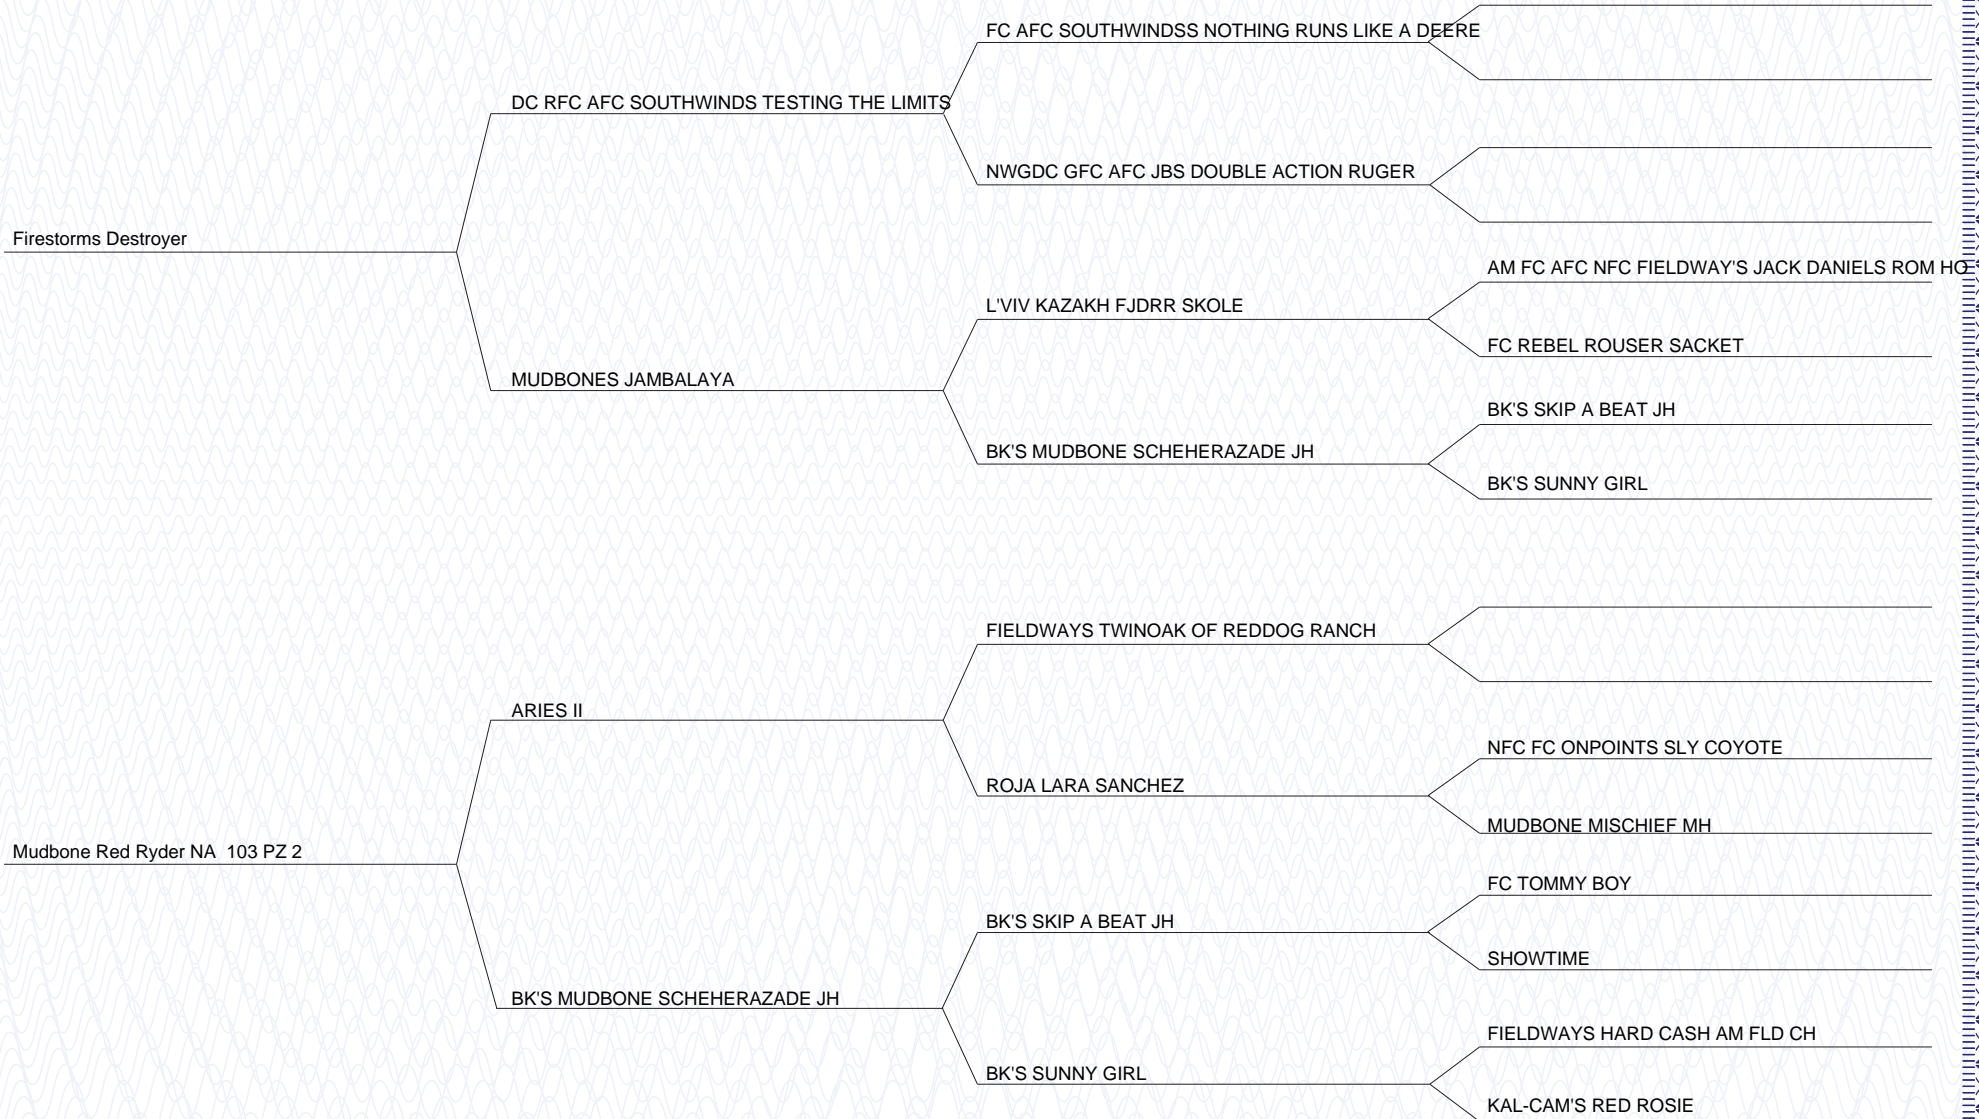 FC AFC SOUTHWINDSS NOTHING RUNS LIKE A DEERE
DC RFC AFC SOUTHWINDS TESTING THE LIMITS
NWGDC GFC AFC JBS DOUBLE ACTION RUGER
Firestorms Destroyer
AM FC AFC NFC FIELDWAY'S JACK DANIELS ROM HO
L'VIV KAZAKH FJDRR SKOLE
FC REBEL ROUSER SACKET
MUDBONES JAMBALAYA
BK'S SKIP A BEAT JH
BK'S MUDBONE SCHEHERAZADE JH
BK'S SUNNY GIRL
FIELDWAYS TWINOAK OF REDDOG RANCH
ARIES II
NFC FC ONPOINTS SLY COYOTE
ROJA LARA SANCHEZ
MUDBONE MISCHIEF MH
Mudbone Red Ryder NA  103 PZ 2
FC TOMMY BOY
BK'S SKIP A BEAT JH
SHOWTIME
BK'S MUDBONE SCHEHERAZADE JH
FIELDWAYS HARD CASH AM FLD CH
BK'S SUNNY GIRL
KAL-CAM'S RED ROSIE